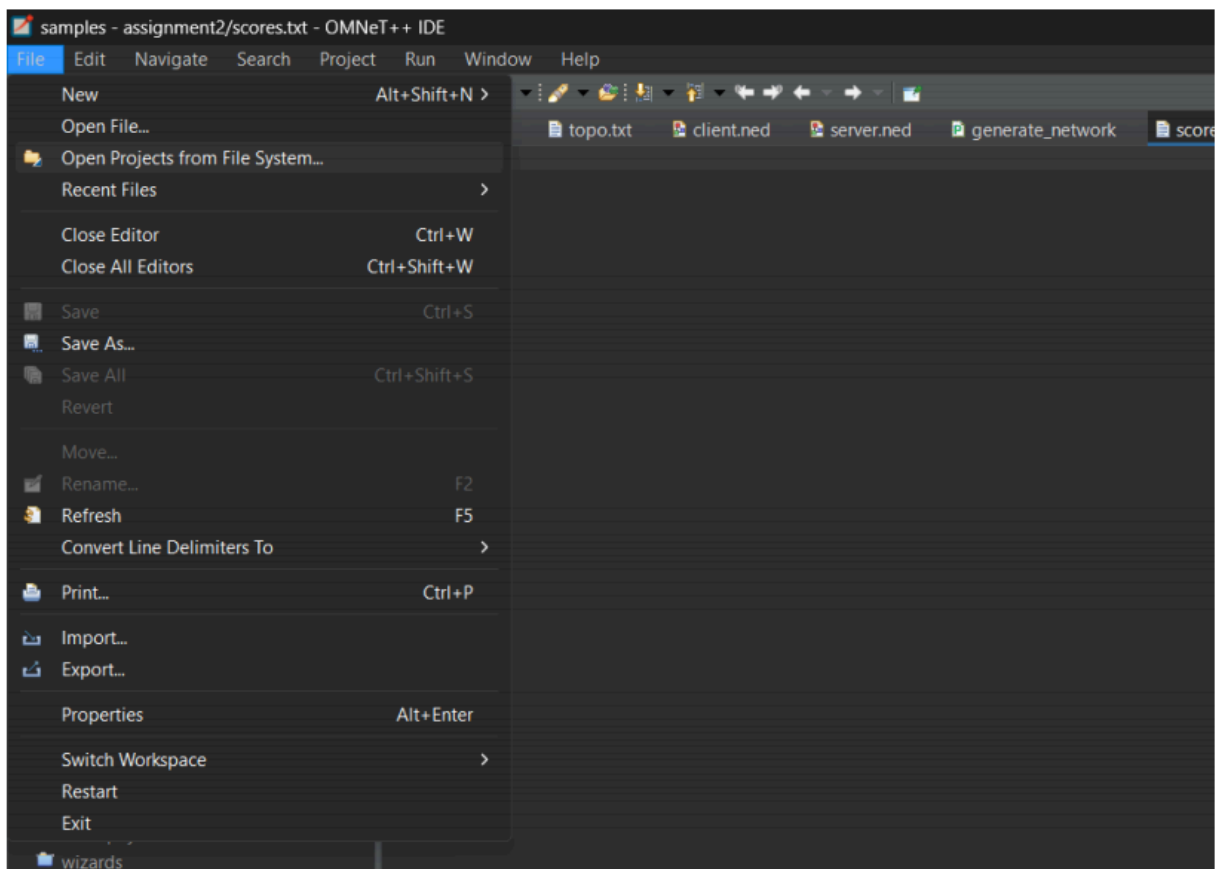 samples - assignment2/scores.txt - OMNeT++ IDE
File Edit Navigate Search Project Run Window Help
New Alt+Shift+N >
topo.txt client.ned server.ned generate_network score
Open File...
Open Projects from File System...
Recent Files >
Close Editor Ctrl+W
Close All Editors Ctrl+Shift+W
Save Ctrl+S
Save As...
Save All Ctrl+Shift+S
Revert
Move...
Rename... F2
Refresh F5
Convert Line Delimiters To >
Print... Ctrl+P
Import...
Export...
Properties Alt+Enter
Switch Workspace >
Restart
Exit
wizards